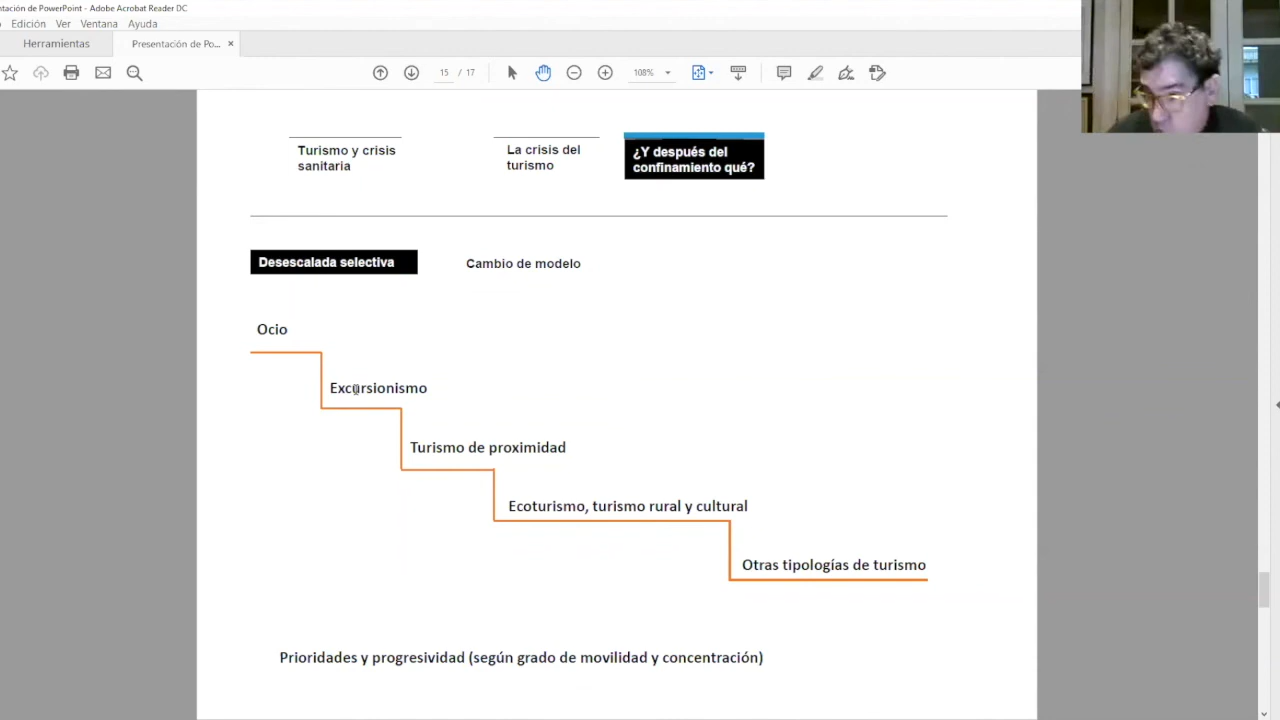 ntación de PowerPoint - Adobe Acrobat Reader DC
Edición Ver Ventana Ayuda
Herramientas Presentación de Po... ×
15 / 17 108%
Turismo y crisis
sanitaria
La crisis del
turismo
¿Y después del
confinamiento qué?
Desescalada selectiva
Cambio de modelo
Ocio
Excursionismo
Turismo de proximidad
Ecoturismo, turismo rural y cultural
Otras tipologías de turismo
Prioridades y progresividad (según grado de movilidad y concentración)